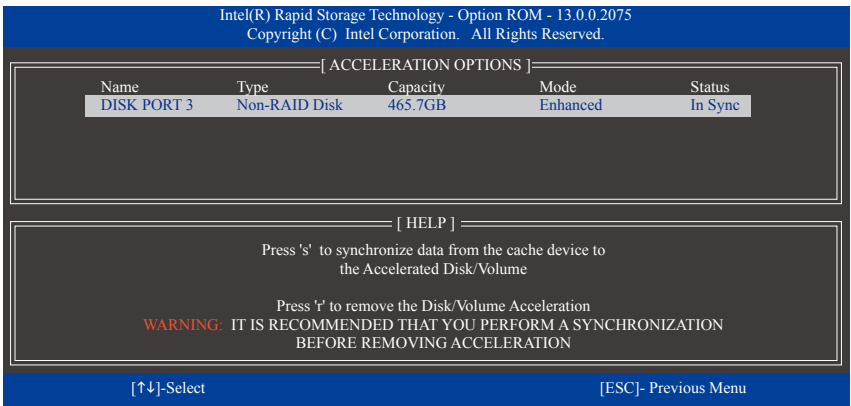 Intel(R) Rapid Storage Technology - Option ROM - 13.0.0.2075
Copyright (C) Intel Corporation. All Rights Reserved.
[ ACCELERATION OPTIONS ]
Name Type Capacity Mode Status
DISK PORT 3 Non-RAID Disk 465.7GB Enhanced In Sync
[ HELP ]
Press 's' to synchronize data from the cache device to
the Accelerated Disk/Volume
Press 'r' to remove the Disk/Volume Acceleration
WARNING: IT IS RECOMMENDED THAT YOU PERFORM A SYNCHRONIZATION
BEFORE REMOVING ACCELERATION
[↑↓]-Select [ESC]- Previous Menu